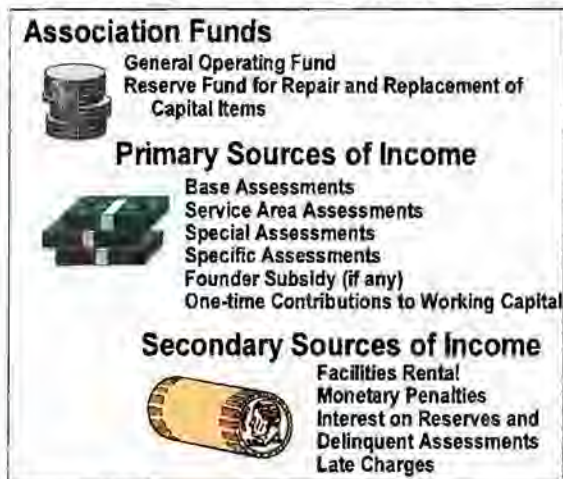 Association Funds
General Operating Fund
Reserve Fund for Repair and Replacement of
Capital Items
Primary Sources of Income
Base Assessments
Service Area Assessments
Special Assessments
Specific Assessments
Founder Subsidy (if any)
One-time Contributions to Working Capital
Secondary Sources of Income
Facilities Rental
Monetary Penalties
Interest on Reserves and
Delinquent Assessments
Late Charges